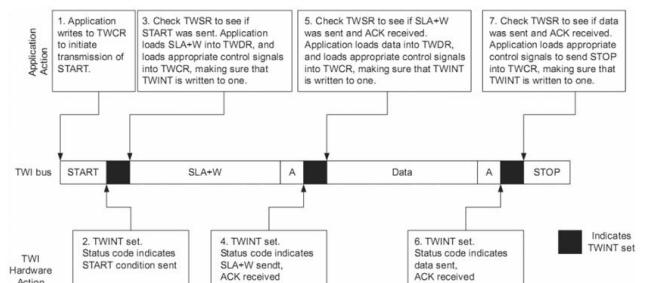 Application
Action
1. Application
writes to TWCR
to initiate
transmission of
START.
3. Check TWSR to see if
START was sent. Application
loads SLA+W into TWDR, and
loads appropriate control signals
into TWCR, making sure that
TWINT is written to one.
5. Check TWSR to see if SLA+W
was sent and ACK received.
Application loads data into TWDR,
and loads appropriate control signals
into TWCR, making sure that TWINT
is written to one.
7. Check TWSR to see if data
was sent and ACK received.
Application loads appropriate
control signals to send STOP
into TWCR, making sure that
TWINT is written to one.
TWI bus
START
SLA+W
A
Data
A
STOP
2. TWINT set.
Status code indicates
START condition sent
4. TWINT set.
Status code indicates
SLA+W sendt,
ACK received
6. TWINT set.
Status code indicates
data sent,
ACK received
Indicates
TWINT set
TWI
Hardware
Action